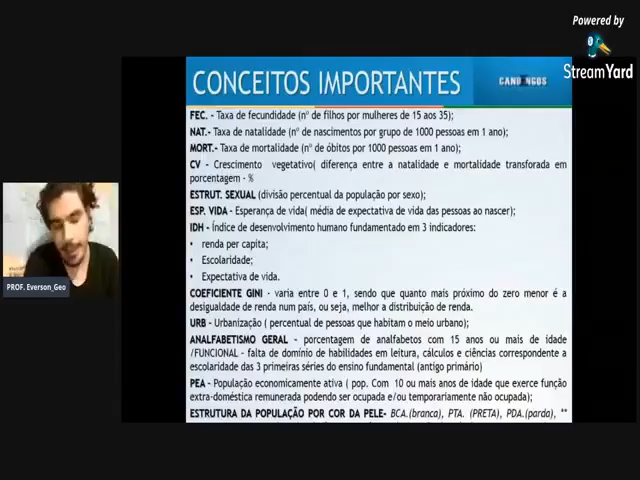 Powered by
StreamYard
CONCEITOS IMPORTANTES
CANDANGOS
FEC. - Taxa de fecundidade (nº de filhos por mulheres de 15 aos 35);
NAT.- Taxa de natalidade (nº de nascimentos por grupo de 1000 pessoas em 1 ano);
MORT.- Taxa de mortalidade (nº de óbitos por 1000 pessoas em 1 ano);
CV - Crescimento vegetativo( diferença entre a natalidade e mortalidade transforada em
porcentagem - %
ESTRUT. SEXUAL (divisão percentual da população por sexo);
ESP. VIDA - Esperança de vida( média de expectativa de vida das pessoas ao nascer);
IDH - Índice de desenvolvimento humano fundamentado em 3 indicadores:
• renda per capita;
• Escolaridade;
• Expectativa de vida.
COEFICIENTE GINI - varia entre 0 e 1, sendo que quanto mais próximo do zero menor é a
desigualdade de renda num país, ou seja, melhor a distribuição de renda.
URB - Urbanização ( percentual de pessoas que habitam o meio urbano);
ANALFABETISMO GERAL - porcentagem de analfabetos com 15 anos ou mais de idade
/FUNCIONAL - falta de domínio de habilidades em leitura, cálculos e ciências correspondente a
escolaridade das 3 primeiras séries do ensino fundamental (antigo primário)
PEA - População economicamente ativa ( pop. Com 10 ou mais anos de idade que exerce função
extra-doméstica remunerada podendo ser ocupada e/ou temporariamente não ocupada);
ESTRUTURA DA POPULAÇÃO POR COR DA PELE- BCA.(branca), PTA. (PRETA), PDA.(parda), **
PROF. Everson_Geo